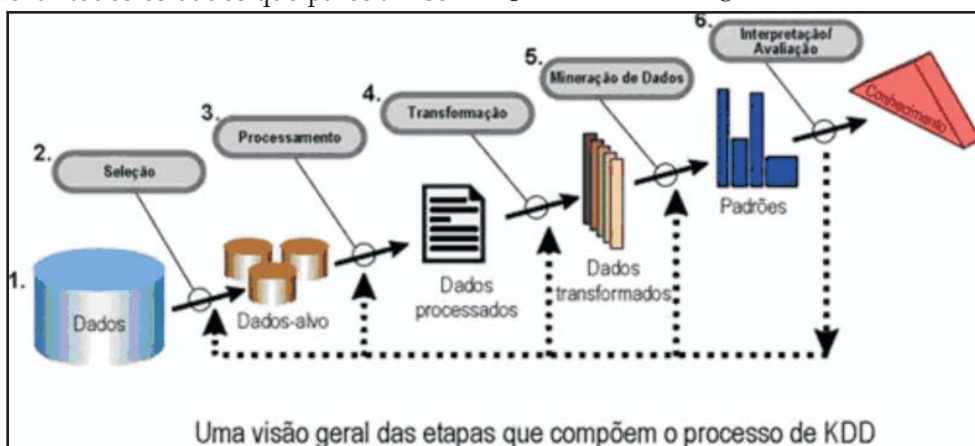 6.
Interpretação/
Avaliação
5.
Mineração de Dados
Conhecimento
4.
Transformação
3.
Processamento
2.
Seleção
Padrões
1.
Dados
Dados-alvo
Dados
processados
Dados
transformados
Uma visão geral das etapas que compõem o processo de KDD